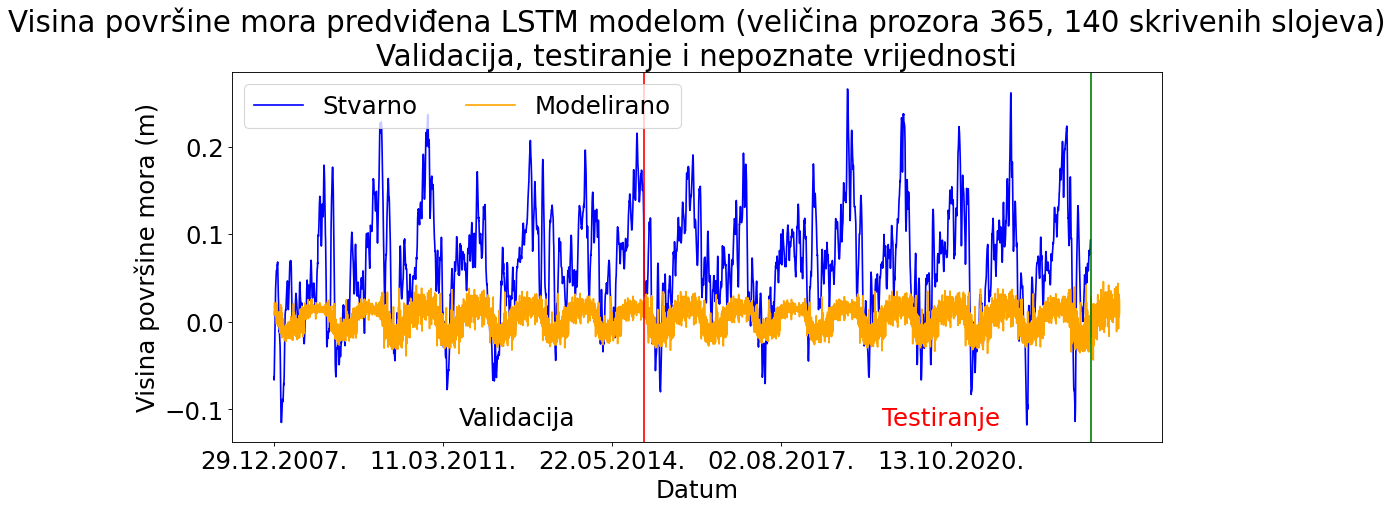 Visina površine mora predviđena LSTM modelom (veličina prozora 365, 140 skrivenih slojeva)
Validacija, testiranje i nepoznate vrijednosti
Stvarno Modelirano
Visina površine mora (m)
0.2
0.1
0.0
−0.1
Validacija Testiranje
29.12.2007. 11.03.2011. 22.05.2014. 02.08.2017. 13.10.2020.
Datum